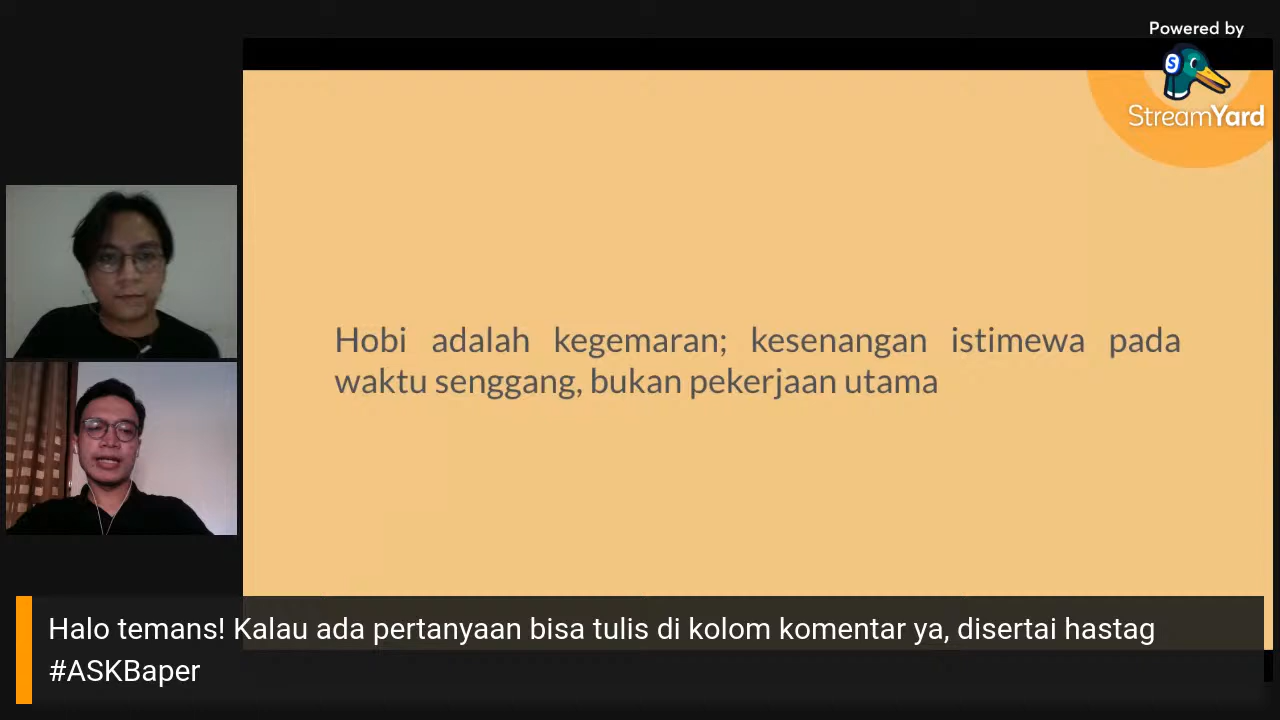 Powered by
StreamYard
Hobi adalah kegemaran; kesenangan istimewa pada
waktu senggang, bukan pekerjaan utama
Halo temans! Kalau ada pertanyaan bisa tulis di kolom komentar ya, disertai hastag
#ASKBaper